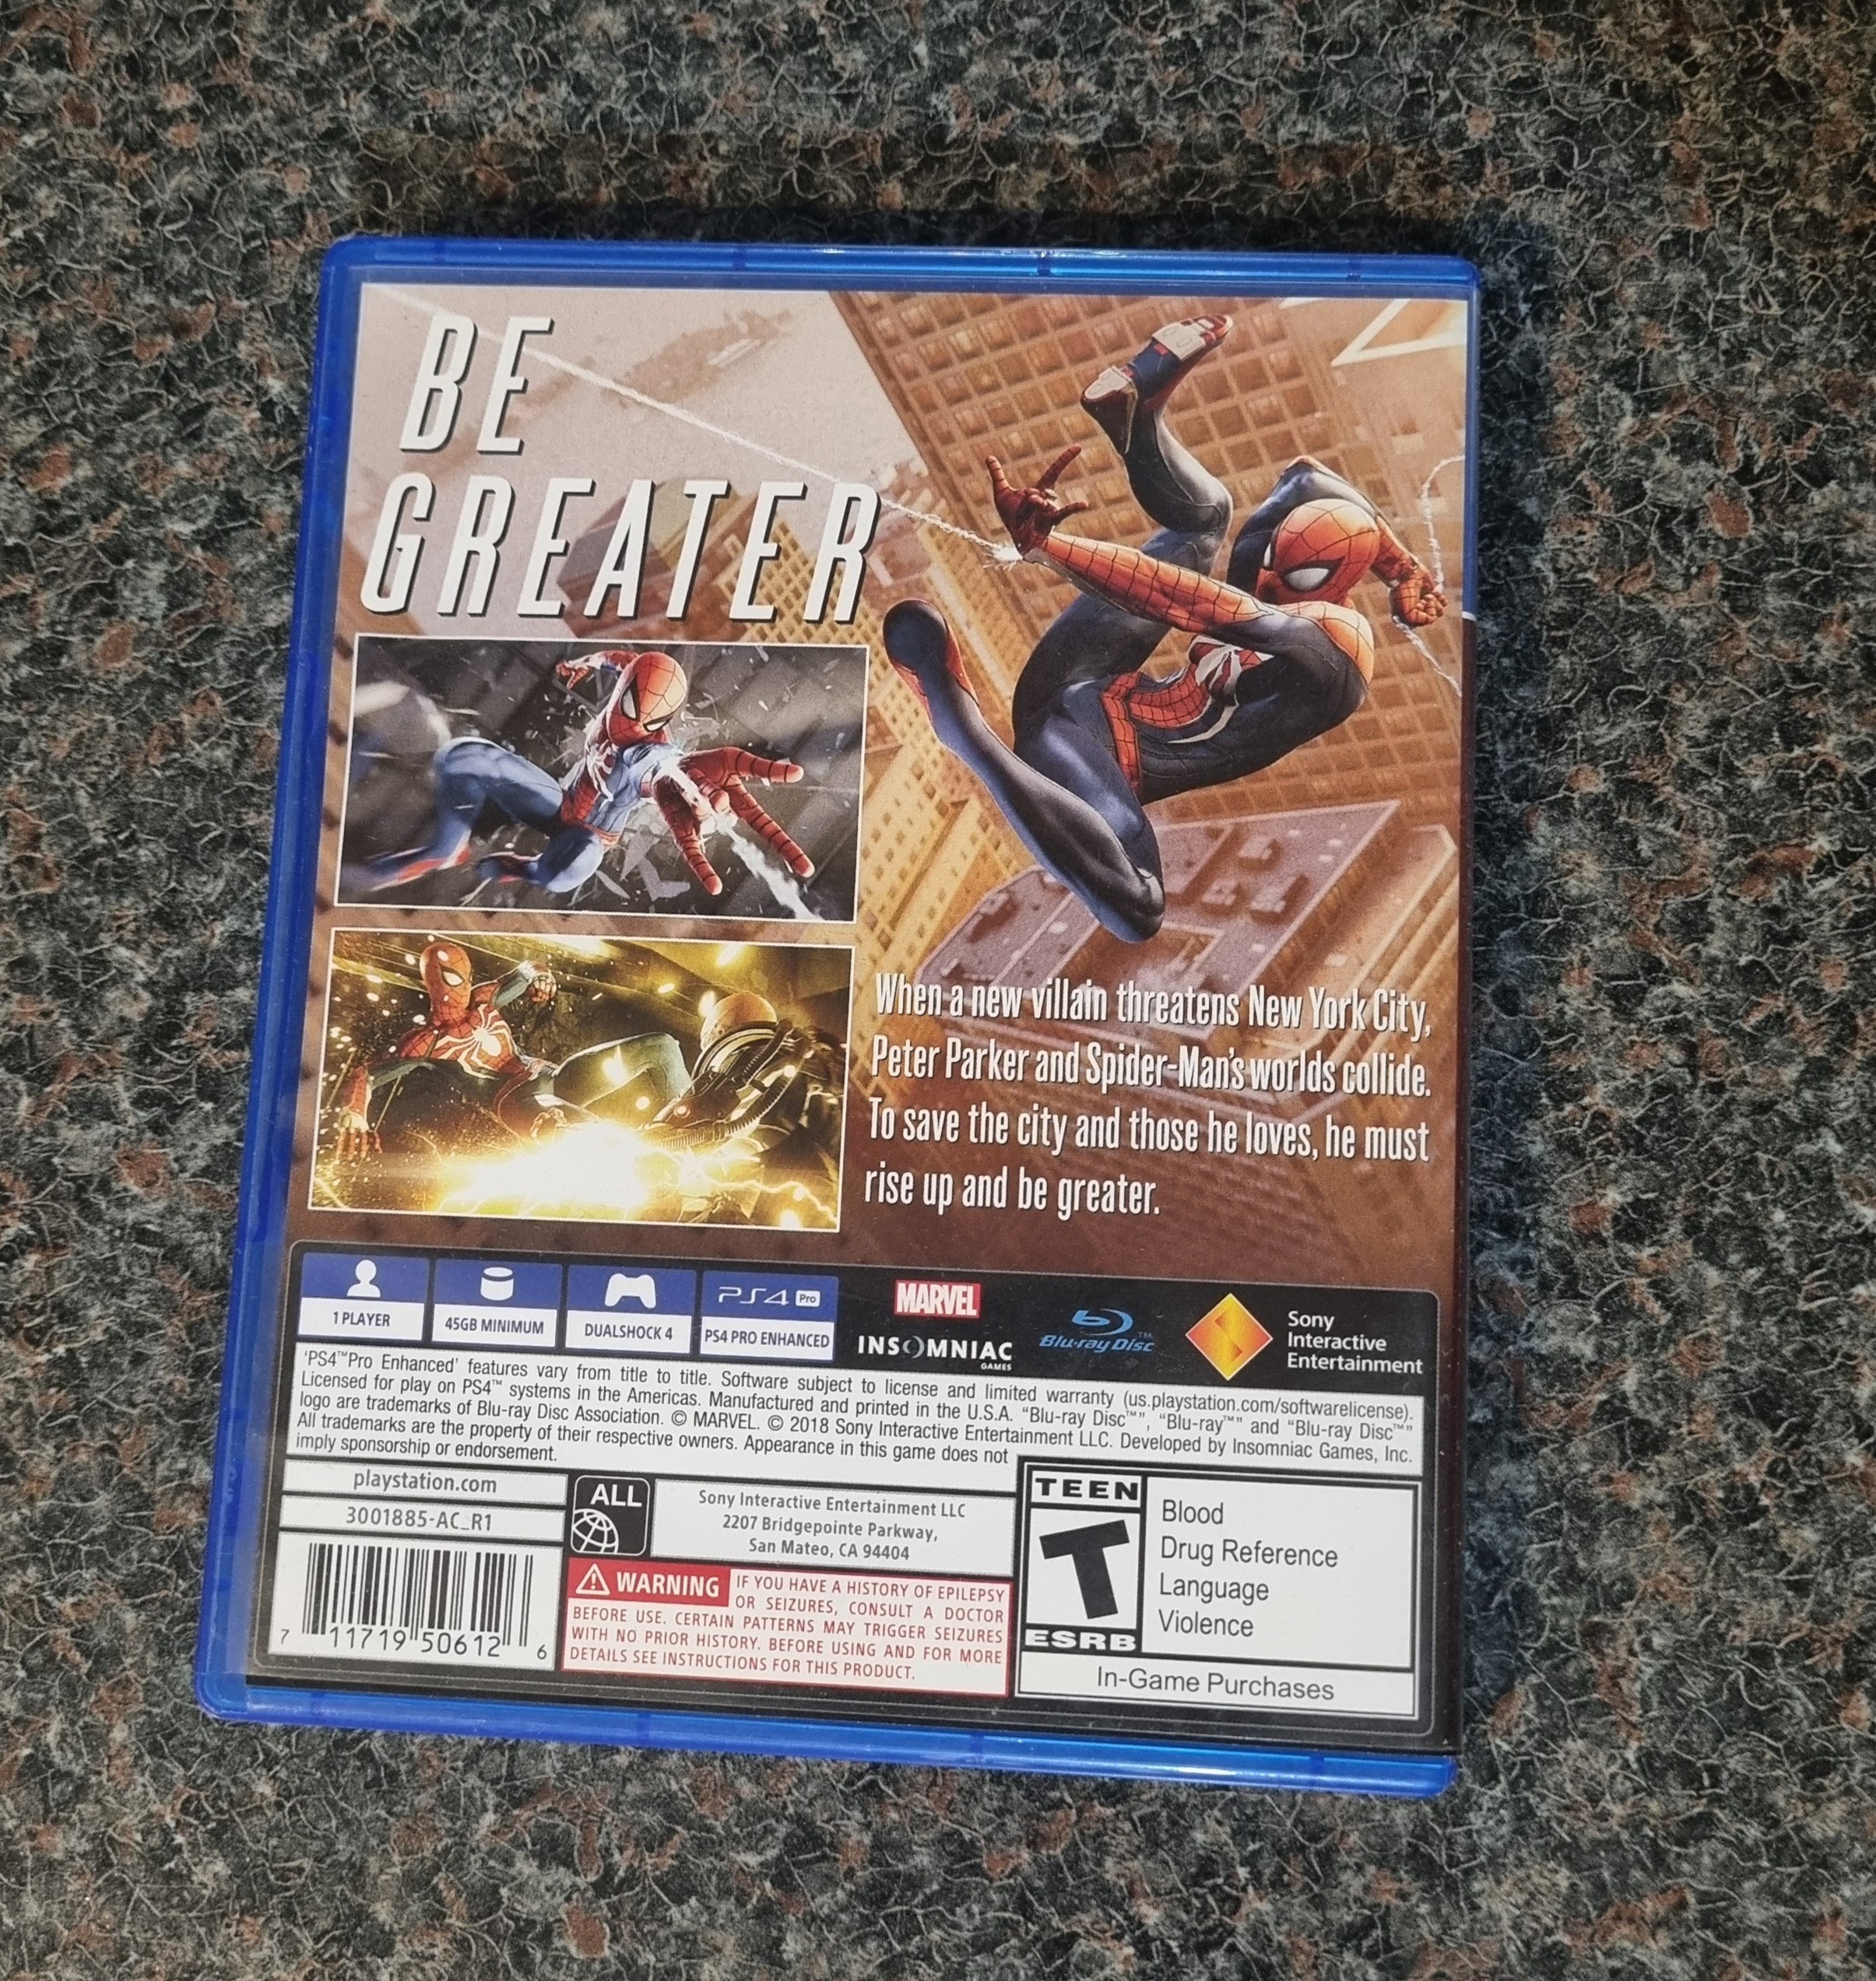 BE
GREATER
When a new villain threatens New York City,
Peter Parker and Spider-Man's worlds collide.
To save the city and those he loves, he must
rise up and be greater.
1 PLAYER
45GB MINIMUM
DUALSHOCK 4
PS4 Pro
PS4 PRO ENHANCED
MARVEL
INSOMNIAC
GAMES
Blu-ray Disc™
Sony
Interactive
Entertainment
'PS4™Pro Enhanced' features vary from title to title. Software subject to license and limited warranty (us.playstation.com/softwarelicense).
Licensed for play on PS4™ systems in the Americas. Manufactured and printed in the U.S.A. “Blu-ray Disc™”, “Blu-ray™” and “Blu-ray Disc™”
logo are trademarks of Blu-ray Disc Association. © MARVEL. © 2018 Sony Interactive Entertainment LLC. Developed by Insomniac Games, Inc.
All trademarks are the property of their respective owners. Appearance in this game does not
imply sponsorship or endorsement.
playstation.com
3001885-AC_R1
7 11719 50612 6
ALL
Sony Interactive Entertainment LLC
2207 Bridgepointe Parkway,
San Mateo, CA 94404
WARNING IF YOU HAVE A HISTORY OF EPILEPSY
OR SEIZURES, CONSULT A DOCTOR
BEFORE USE. CERTAIN PATTERNS MAY TRIGGER SEIZURES
WITH NO PRIOR HISTORY. BEFORE USING AND FOR MORE
DETAILS SEE INSTRUCTIONS FOR THIS PRODUCT.
TEEN
T
ESRB
Blood
Drug Reference
Language
Violence
In-Game Purchases